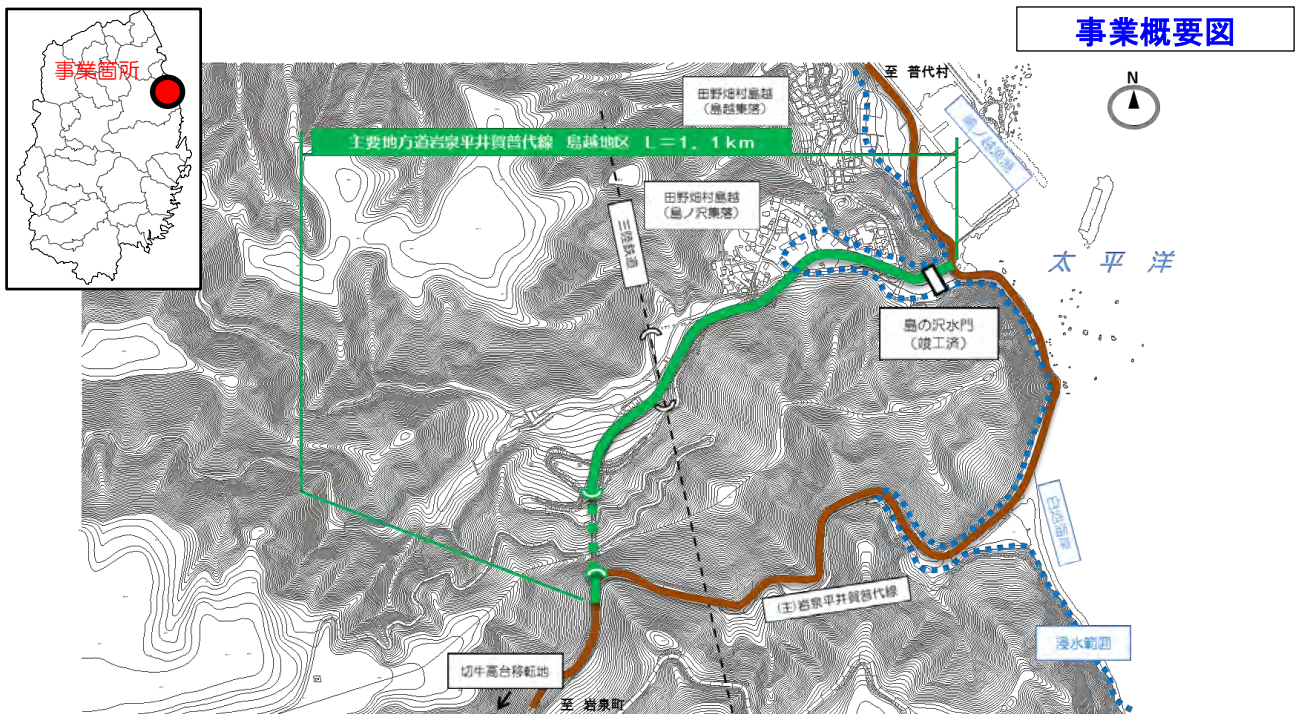 事業概要図
事業箇所
N
至 普代村
田野畑村島越
(島越集落)
主要地方道岩泉平井賀普代線 島越地区 L=1.1km
田野畑村島越
(島ノ沢集落)
三陸鉄道
太平洋
島の沢水門
(竣工済)
(主)岩泉平井賀普代線
浸水範囲
切牛高台移転地
至 岩泉町